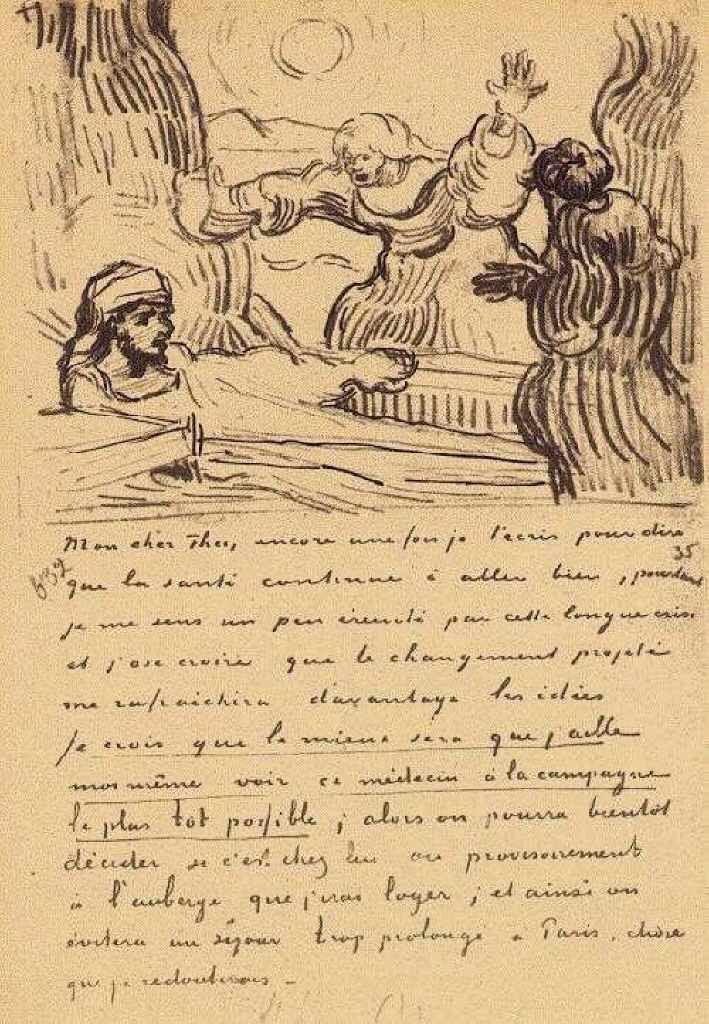 Mon cher Theo, encore une fois je t'ecris pour dire
35
632
que la santé continue à aller bien, pourtant
je me sens un peu éreinté par cette longue crise
et j'ose croire que le changement projeté
me rafraichira davantage les idées
Je crois que le mieux sera que j'aille
moi même voir ce médecin à la campagne
le plus tôt possible; alors on pourra bientôt
décider si c'est chez lui ou provisoirement
à l'auberge que j'irai loger; et ainsi on
évitera un séjour trop prolongé à Paris, chose
que je redouterais -